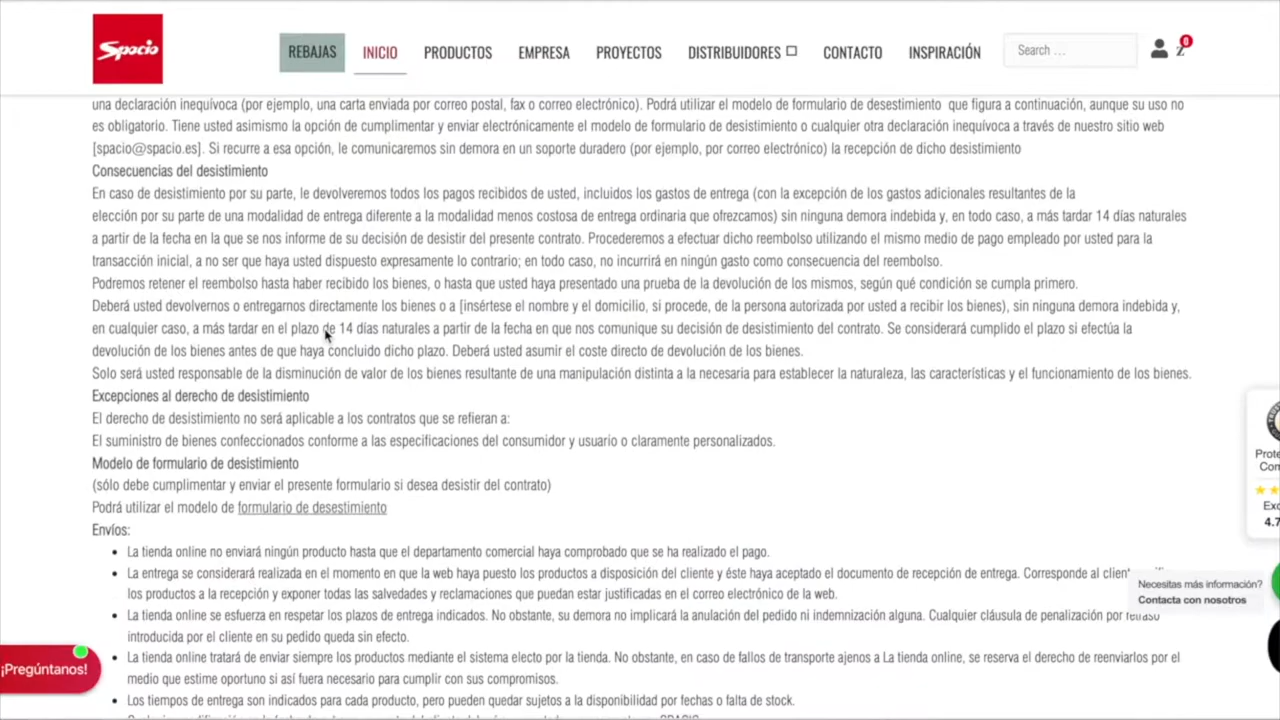 Spacio
REBAJAS INICIO PRODUCTOS EMPRESA PROYECTOS DISTRIBUIDORES CONTACTO INSPIRACIÓN Search … 0
una declaración inequívoca (por ejemplo, una carta enviada por correo postal, fax o correo electrónico). Podrá utilizar el modelo de formulario de desestimiento que figura a continuación, aunque su uso no
es obligatorio. Tiene usted asimismo la opción de cumplimentar y enviar electrónicamente el modelo de formulario de desistimiento o cualquier otra declaración inequívoca a través de nuestro sitio web
[spacio@spacio.es]. Si recurre a esa opción, le comunicaremos sin demora en un soporte duradero (por ejemplo, por correo electrónico) la recepción de dicho desistimiento
Consecuencias del desistimiento
En caso de desistimiento por su parte, le devolveremos todos los pagos recibidos de usted, incluidos los gastos de entrega (con la excepción de los gastos adicionales resultantes de la
elección por su parte de una modalidad de entrega diferente a la modalidad menos costosa de entrega ordinaria que ofrezcamos) sin ninguna demora indebida y, en todo caso, a más tardar 14 días naturales
a partir de la fecha en la que se nos informe de su decisión de desistir del presente contrato. Procederemos a efectuar dicho reembolso utilizando el mismo medio de pago empleado por usted para la
transacción inicial, a no ser que haya usted dispuesto expresamente lo contrario; en todo caso, no incurrirá en ningún gasto como consecuencia del reembolso.
Podremos retener el reembolso hasta haber recibido los bienes, o hasta que usted haya presentado una prueba de la devolución de los mismos, según qué condición se cumpla primero.
Deberá usted devolvernos o entregarnos directamente los bienes o a [insértese el nombre y el domicilio, si procede, de la persona autorizada por usted a recibir los bienes), sin ninguna demora indebida y,
en cualquier caso, a más tardar en el plazo de 14 días naturales a partir de la fecha en que nos comunique su decisión de desistimiento del contrato. Se considerará cumplido el plazo si efectúa la
devolución de los bienes antes de que haya concluido dicho plazo. Deberá usted asumir el coste directo de devolución de los bienes.
Solo será usted responsable de la disminución de valor de los bienes resultante de una manipulación distinta a la necesaria para establecer la naturaleza, las características y el funcionamiento de los bienes.
Excepciones al derecho de desistimiento
El derecho de desistimiento no será aplicable a los contratos que se refieran a:
El suministro de bienes confeccionados conforme a las especificaciones del consumidor y usuario o claramente personalizados.
Modelo de formulario de desistimiento
(sólo debe cumplimentar y enviar el presente formulario si desea desistir del contrato)
Podrá utilizar el modelo de formulario de desestimiento
Envíos:
• La tienda online no enviará ningún producto hasta que el departamento comercial haya comprobado que se ha realizado el pago.
• La entrega se considerará realizada en el momento en que la web haya puesto los productos a disposición del cliente y éste haya aceptado el documento de recepción de entrega. Corresponde al client
los productos a la recepción y exponer todas las salvedades y reclamaciones que puedan estar justificadas en el correo electrónico de la web.
• La tienda online se esfuerza en respetar los plazos de entrega indicados. No obstante, su demora no implicará la anulación del pedido ni indemnización alguna. Cualquier cláusula de penalización por retraso
introducida por el cliente en su pedido queda sin efecto.
• La tienda online tratará de enviar siempre los productos mediante el sistema electo por la tienda. No obstante, en caso de fallos de transporte ajenos a La tienda online, se reserva el derecho de reenviarlos por el
medio que estime oportuno si así fuera necesario para cumplir con sus compromisos.
• Los tiempos de entrega son indicados para cada producto, pero pueden quedar sujetos a la disponibilidad por fechas o falta de stock.
Prote
Com
Exc
4.7
Necesitas más información?
Contacta con nosotros
¡Pregúntanos!